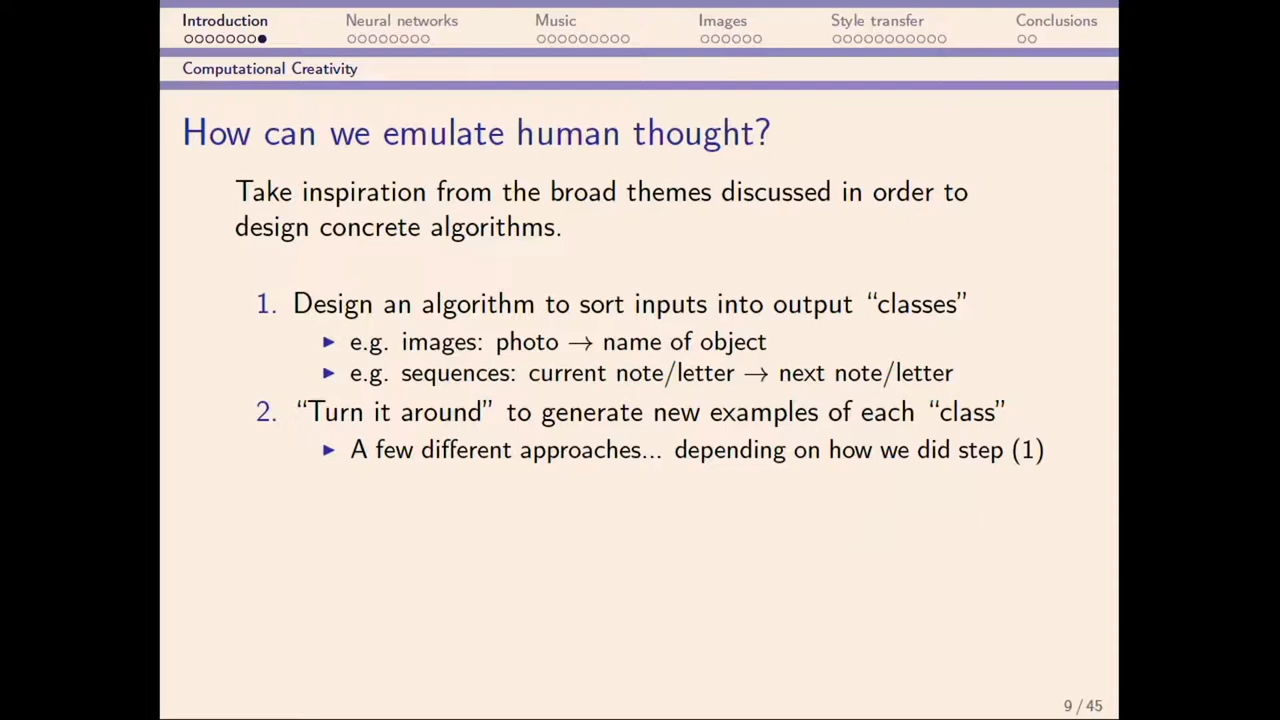 Introduction Neural networks Music Images Style transfer Conclusions
Computational Creativity
How can we emulate human thought?
Take inspiration from the broad themes discussed in order to
design concrete algorithms.
1. Design an algorithm to sort inputs into output “classes”
▶ e.g. images: photo → name of object
▶ e.g. sequences: current note/letter → next note/letter
2. “Turn it around” to generate new examples of each “class”
▶ A few different approaches... depending on how we did step (1)
9 / 45